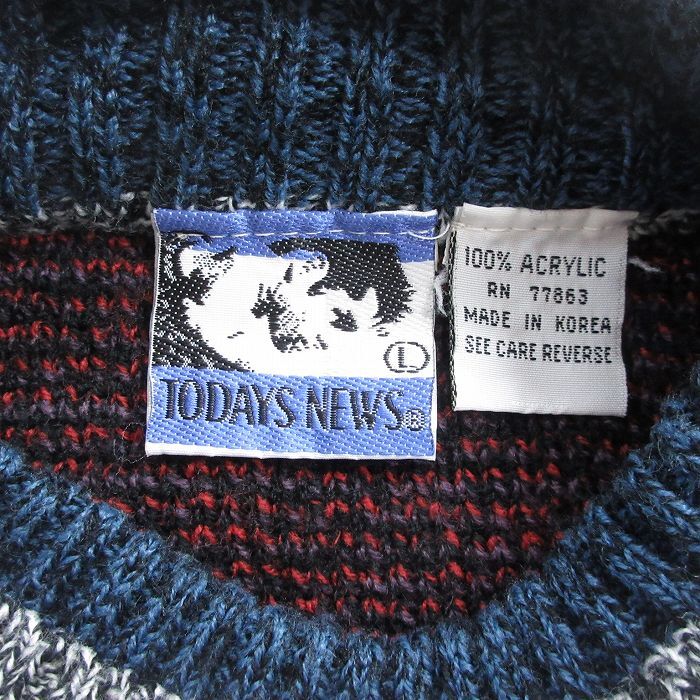 L
TODAYS NEWS®
100% ACRYLIC
RN 77863
MADE IN KOREA
SEE CARE REVERSE